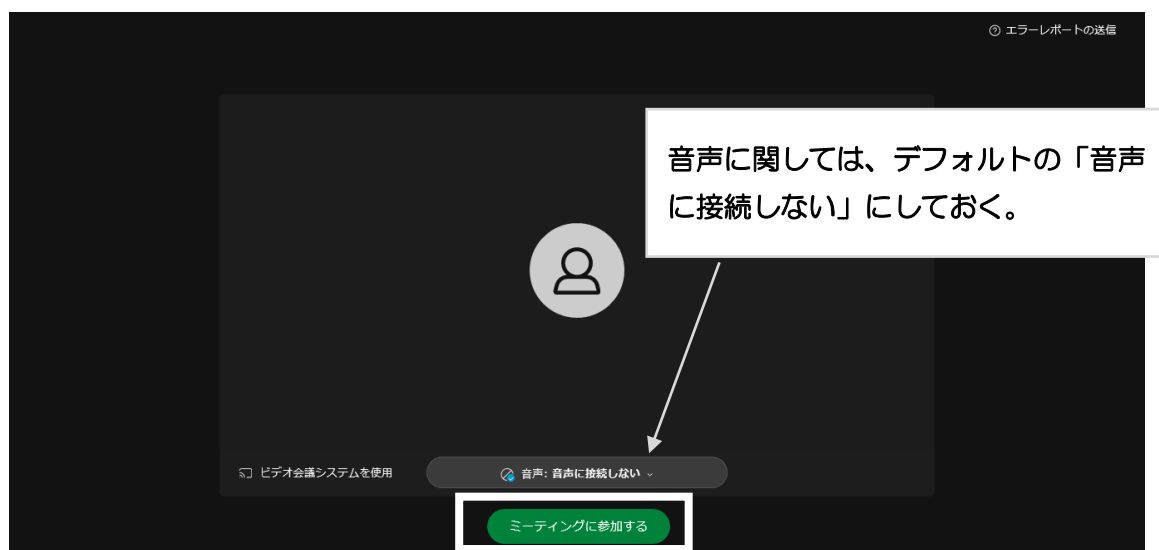 エラーレポートの送信
音声に関しては、デフォルトの「音声
に接続しない」にしておく。
ビデオ会議システムを使用
音声: 音声に接続しない
ミーティングに参加する